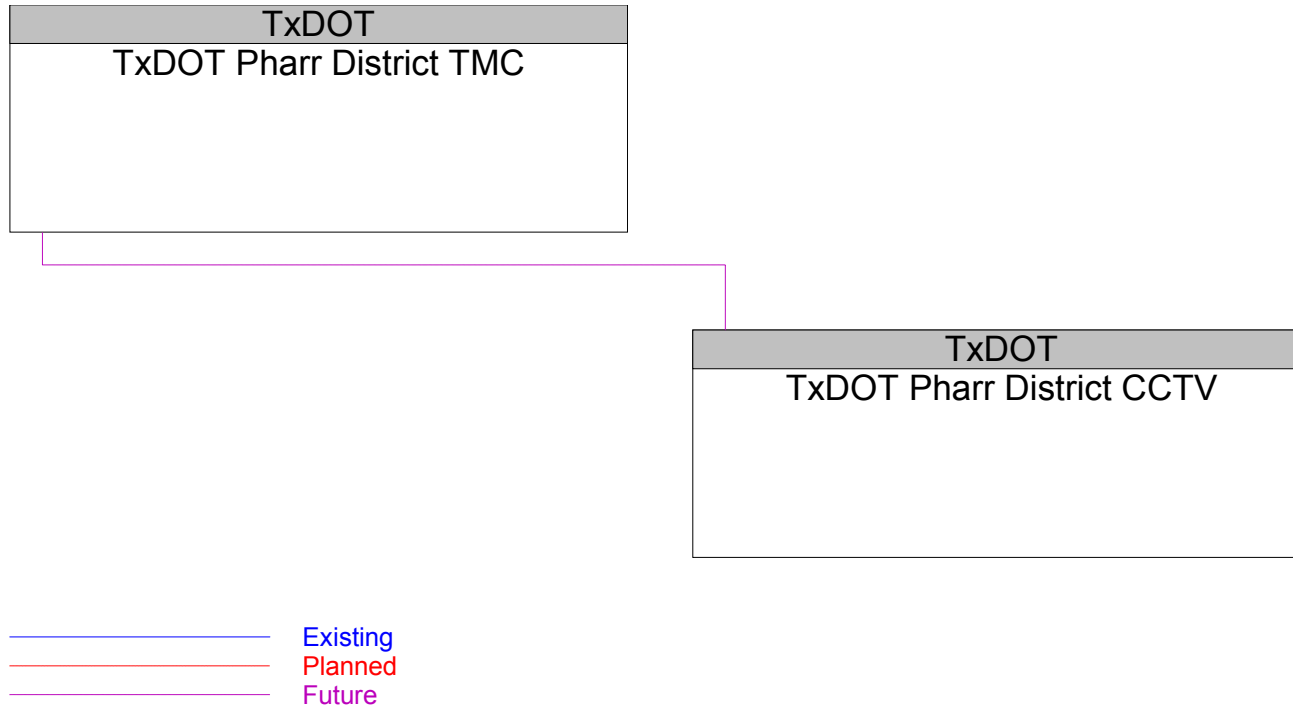 TxDOT
TxDOT Pharr District TMC
TxDOT
TxDOT Pharr District CCTV
Existing
Planned
Future